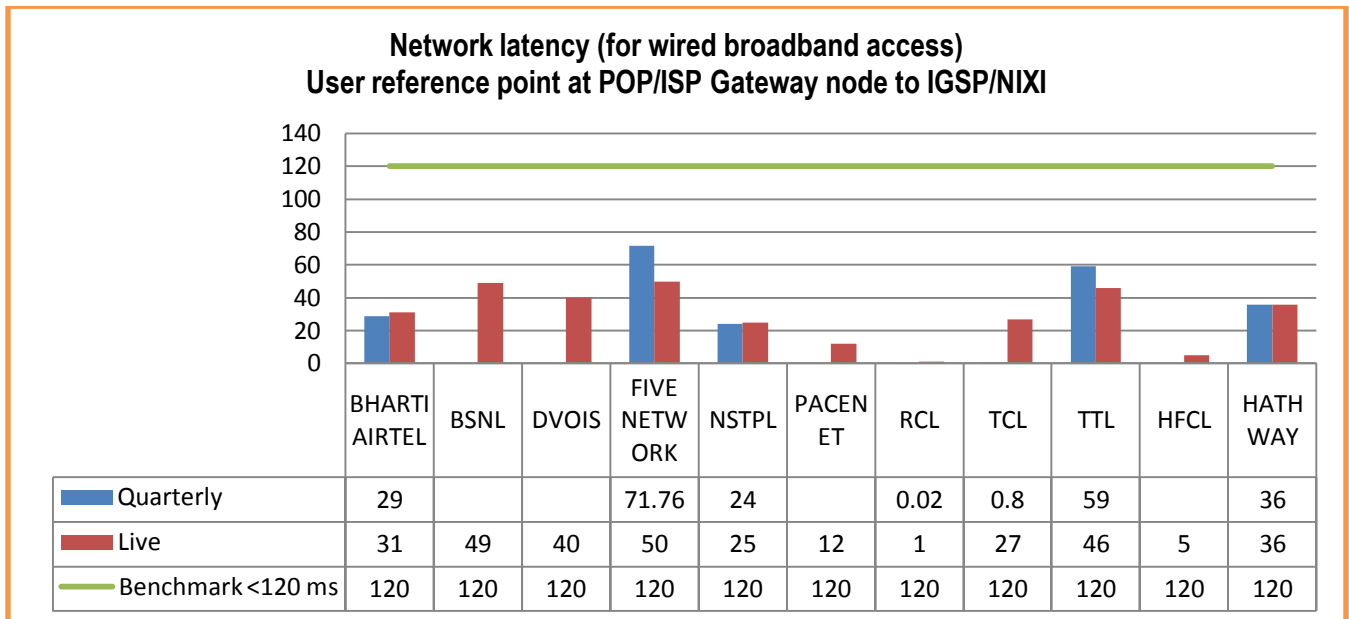 Network latency (for wired broadband access)
User reference point at POP/ISP Gateway node to IGSP/NIXI
140
120
100
80
60
40
20
0
BHARTI AIRTEL BSNL DVOIS FIVE NETW ORK NSTPL PACEN ET RCL TCL TTL HFCL HATH WAY
Quarterly 29 71.76 24 0.02 0.8 59 36
Live 31 49 40 50 25 12 1 27 46 5 36
Benchmark <120 ms 120 120 120 120 120 120 120 120 120 120 120